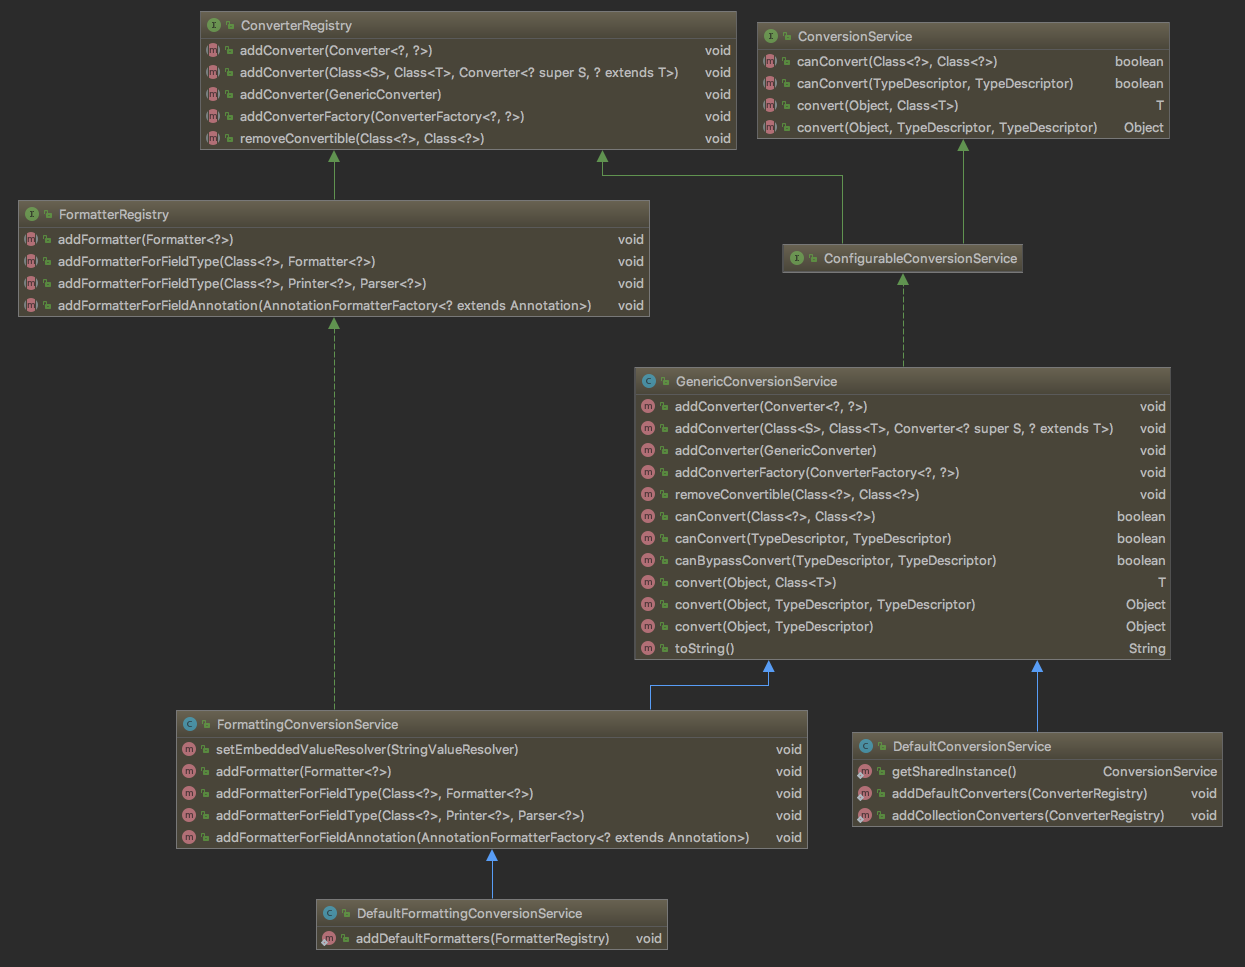 ConverterRegistry
addConverter(Converter<?, ?>) void
addConverter(Class<S>, Class<T>, Converter<? super S, ? extends T>) void
addConverter(GenericConverter) void
addConverterFactory(ConverterFactory<?, ?>) void
removeConvertible(Class<?>, Class<?>) void
ConversionService
canConvert(Class<?>, Class<?>) boolean
canConvert(TypeDescriptor, TypeDescriptor) boolean
convert(Object, Class<T>) T
convert(Object, TypeDescriptor, TypeDescriptor) Object
FormatterRegistry
addFormatter(Formatter<?>) void
addFormatterForFieldType(Class<?>, Formatter<?>) void
addFormatterForFieldType(Class<?>, Printer<?>, Parser<?>) void
addFormatterForFieldAnnotation(AnnotationFormatterFactory<? extends Annotation>) void
ConfigurableConversionService
GenericConversionService
addConverter(Converter<?, ?>) void
addConverter(Class<S>, Class<T>, Converter<? super S, ? extends T>) void
addConverter(GenericConverter) void
addConverterFactory(ConverterFactory<?, ?>) void
removeConvertible(Class<?>, Class<?>) void
canConvert(Class<?>, Class<?>) boolean
canConvert(TypeDescriptor, TypeDescriptor) boolean
canBypassConvert(TypeDescriptor, TypeDescriptor) boolean
convert(Object, Class<T>) T
convert(Object, TypeDescriptor, TypeDescriptor) Object
convert(Object, TypeDescriptor) Object
toString() String
FormattingConversionService
setEmbeddedValueResolver(StringValueResolver) void
addFormatter(Formatter<?>) void
addFormatterForFieldType(Class<?>, Formatter<?>) void
addFormatterForFieldType(Class<?>, Printer<?>, Parser<?>) void
addFormatterForFieldAnnotation(AnnotationFormatterFactory<? extends Annotation>) void
DefaultConversionService
getSharedInstance() ConversionService
addDefaultConverters(ConverterRegistry) void
addCollectionConverters(ConverterRegistry) void
DefaultFormattingConversionService
addDefaultFormatters(FormatterRegistry) void